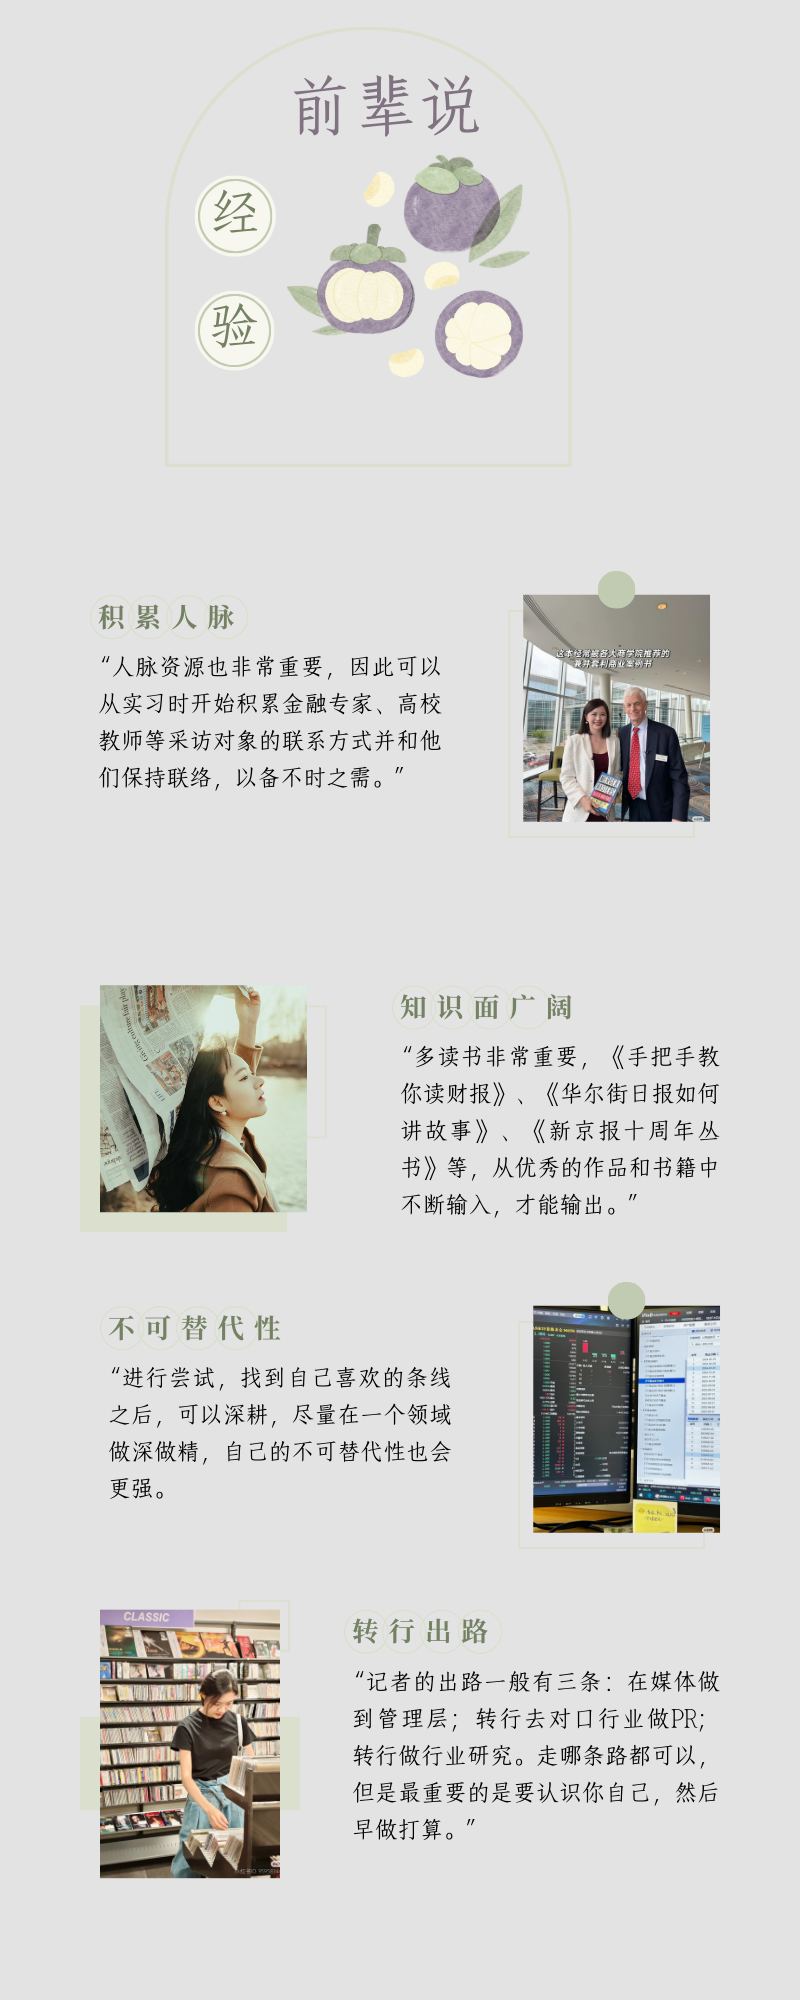 前辈说
经
验
积累人脉
“人脉资源也非常重要，因此可以
从实习时开始积累金融专家、高校
教师等采访对象的联系方式并和他
们保持联络，以备不时之需。”
这本经常被各大商学院推荐的
兼并套利商业案例书
知识面广阔
“多读书非常重要，《手把手教
你读财报》、《华尔街日报如何
讲故事》、《新京报十周年丛
书》等，从优秀的作品和书籍中
不断输入，才能输出。”
不可替代性
“进行尝试，找到自己喜欢的条线
之后，可以深耕，尽量在一个领域
做深做精，自己的不可替代性也会
更强。
CLASSIC
转行出路
“记者的出路一般有三条：在媒体做
到管理层；转行去对口行业做PR；
转行做行业研究。走哪条路都可以，
但是最重要的是要认识你自己，然后
早做打算。”